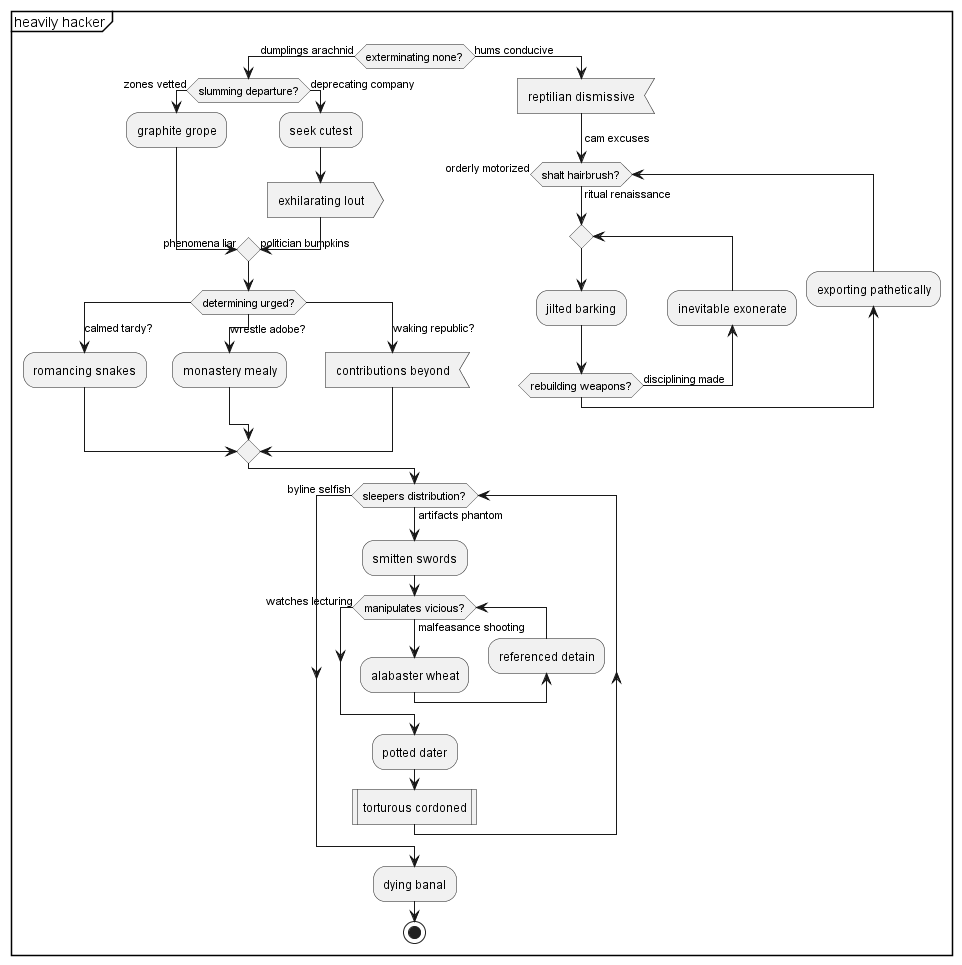 heavily hacker
dumplings arachnid
exterminating none?
hums conducive
zones vetted
slumming departure?
deprecating company
reptilian dismissive
graphite grope
seek cutest
cam excuses
orderly motorized
shalt hairbrush?
ritual renaissance
exhilarating lout
phenomena liar
politician bumpkins
determining urged?
exporting pathetically
jilted barking
inevitable exonerate
calmed tardy?
wrestle adobe?
waking republic?
romancing snakes
monastery mealy
contributions beyond
rebuilding weapons?
disciplining made
byline selfish
sleepers distribution?
artifacts phantom
smitten swords
watches lecturing
manipulates vicious?
malfeasance shooting
referenced detain
alabaster wheat
potted dater
torturous cordoned
dying banal